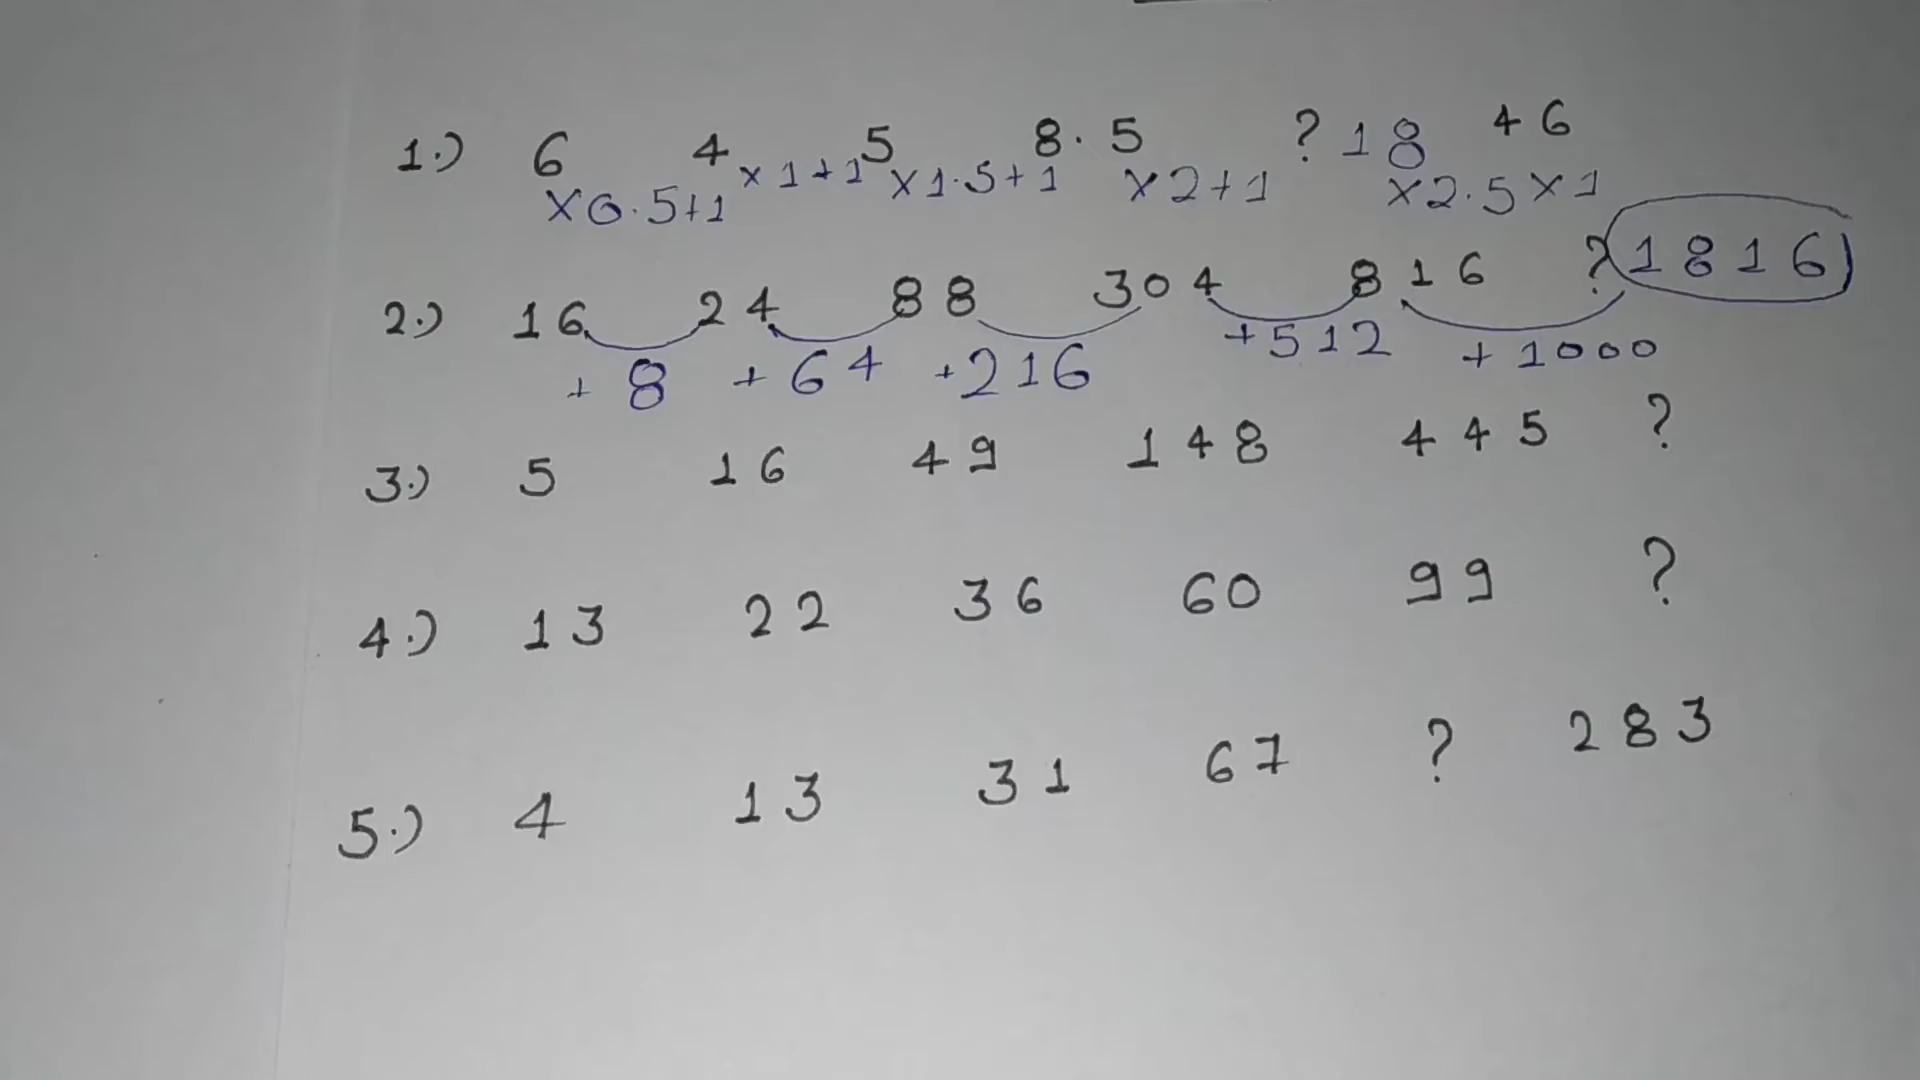 1.) 6 4 5 8.5 ? 18 46
×0.5+1 ×1+1 ×1.5+1 ×2+1 ×2.5×1
2.) 16 24 88 304 816 ? 1816
+8 +64 +216 +512 +1000
3.) 5 16 49 148 445 ?
4.) 13 22 36 60 99 ?
5.) 4 13 31 67 ? 283